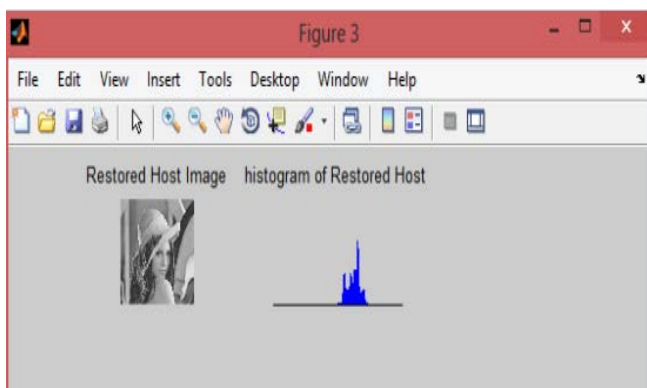 Figure 3
File Edit View Insert Tools Desktop Window Help
Restored Host Image histogram of Restored Host